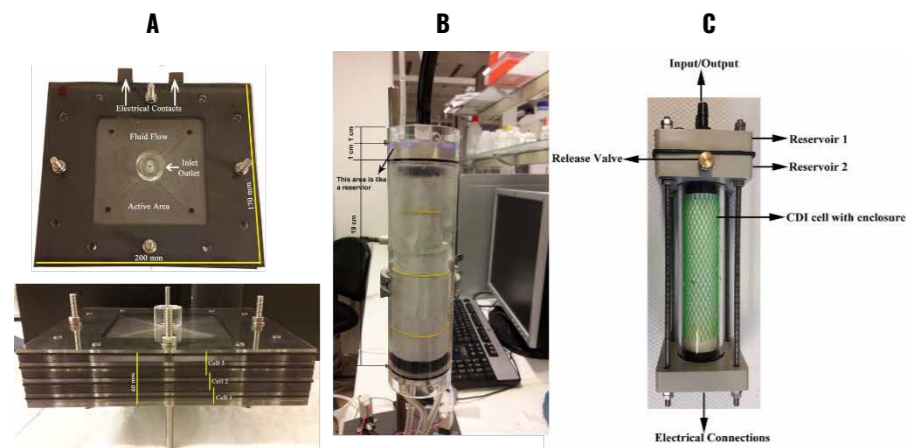 A
B
C
Electrical Contacts
Fluid Flow
Inlet
Outlet
Active Area
200 mm
170 mm
Cell 3
Cell 2
Cell 1
40 mm
1 cm
1 cm
This area is like
a reservior
19 cm
Input/Output
Reservoir 1
Release Valve
Reservoir 2
CDI cell with enclosure
Electrical Connections